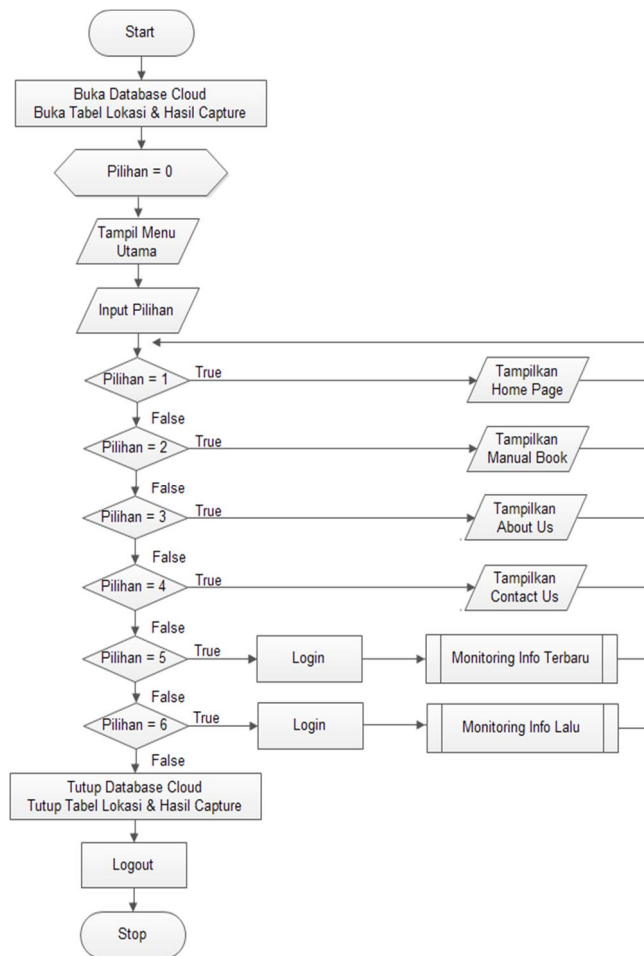 Start
Buka Database Cloud
Buka Tabel Lokasi & Hasil Capture
Pilihan = 0
Tampil Menu
Utama
Input Pilihan
Pilihan = 1
True
Tampilkan
Home Page
False
Pilihan = 2
True
Tampilkan
Manual Book
False
Pilihan = 3
True
Tampilkan
About Us
False
Pilihan = 4
True
Tampilkan
Contact Us
False
Pilihan = 5
True
Login
Monitoring Info Terbaru
False
Pilihan = 6
True
Login
Monitoring Info Lalu
False
Tutup Database Cloud
Tutup Tabel Lokasi & Hasil Capture
Logout
Stop